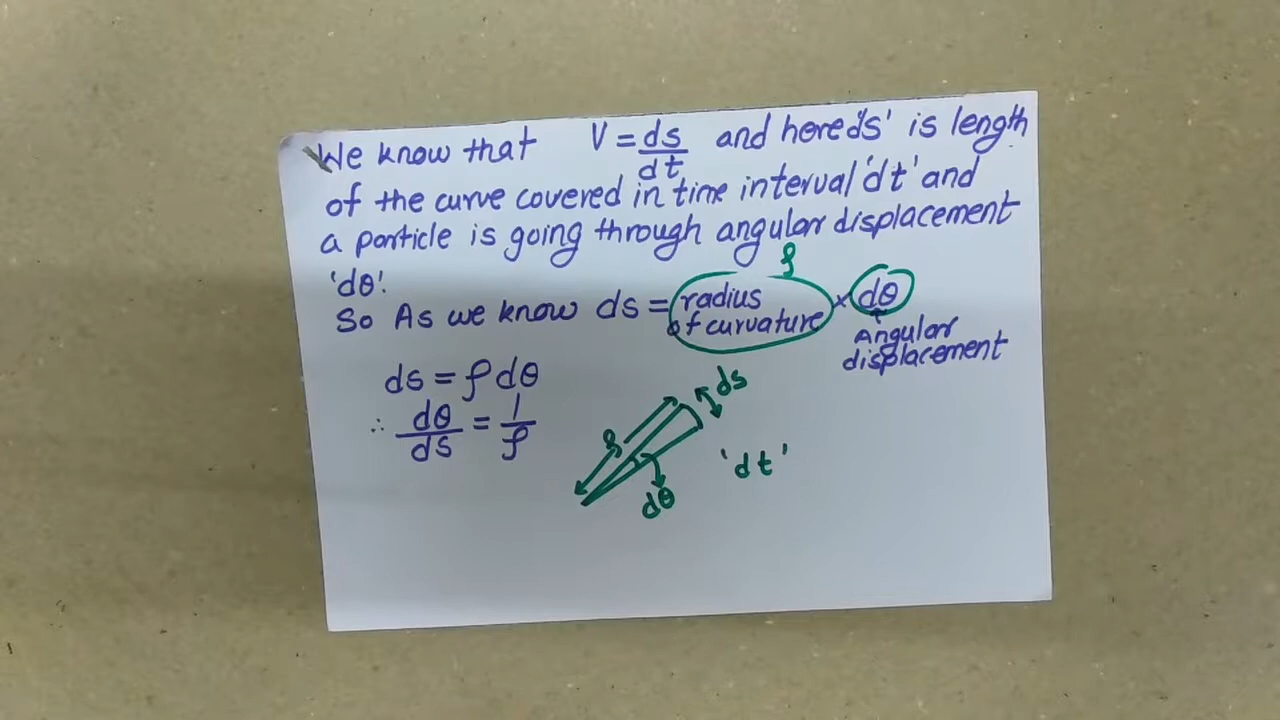 We know that V = ds/dt and here 'ds' is length
of the curve covered in time interval 'dt' and
a particle is going through angular displacement
'dθ'.
So As we know ds = radius of curvature × dθ
ρ
Angular
displacement
ds = ρ dθ
∴ dθ/ds = 1/ρ
ds
ρ
dθ
'dt'